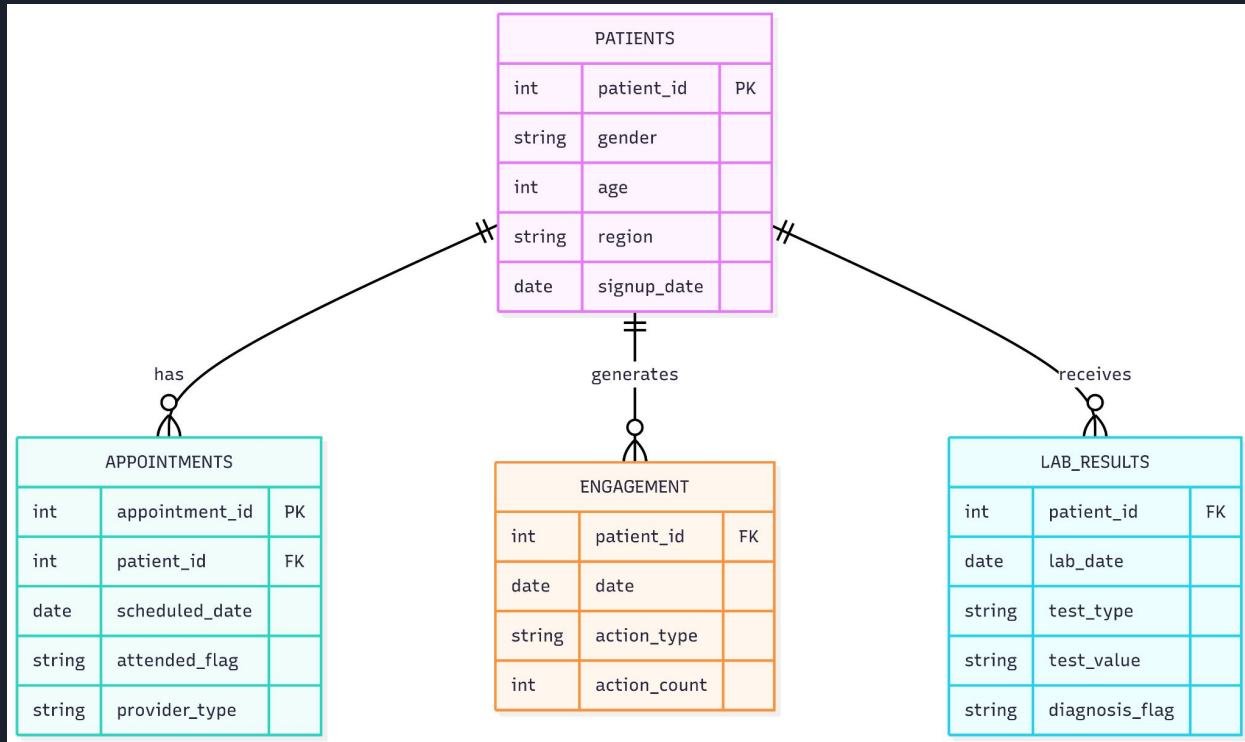 PATIENTS
int patient_id PK
string gender
int age
string region
date signup_date
has
generates
receives
APPOINTMENTS
int appointment_id PK
int patient_id FK
date scheduled_date
string attended_flag
string provider_type
ENGAGEMENT
int patient_id FK
date date
string action_type
int action_count
LAB_RESULTS
int patient_id FK
date lab_date
string test_type
string test_value
string diagnosis_flag